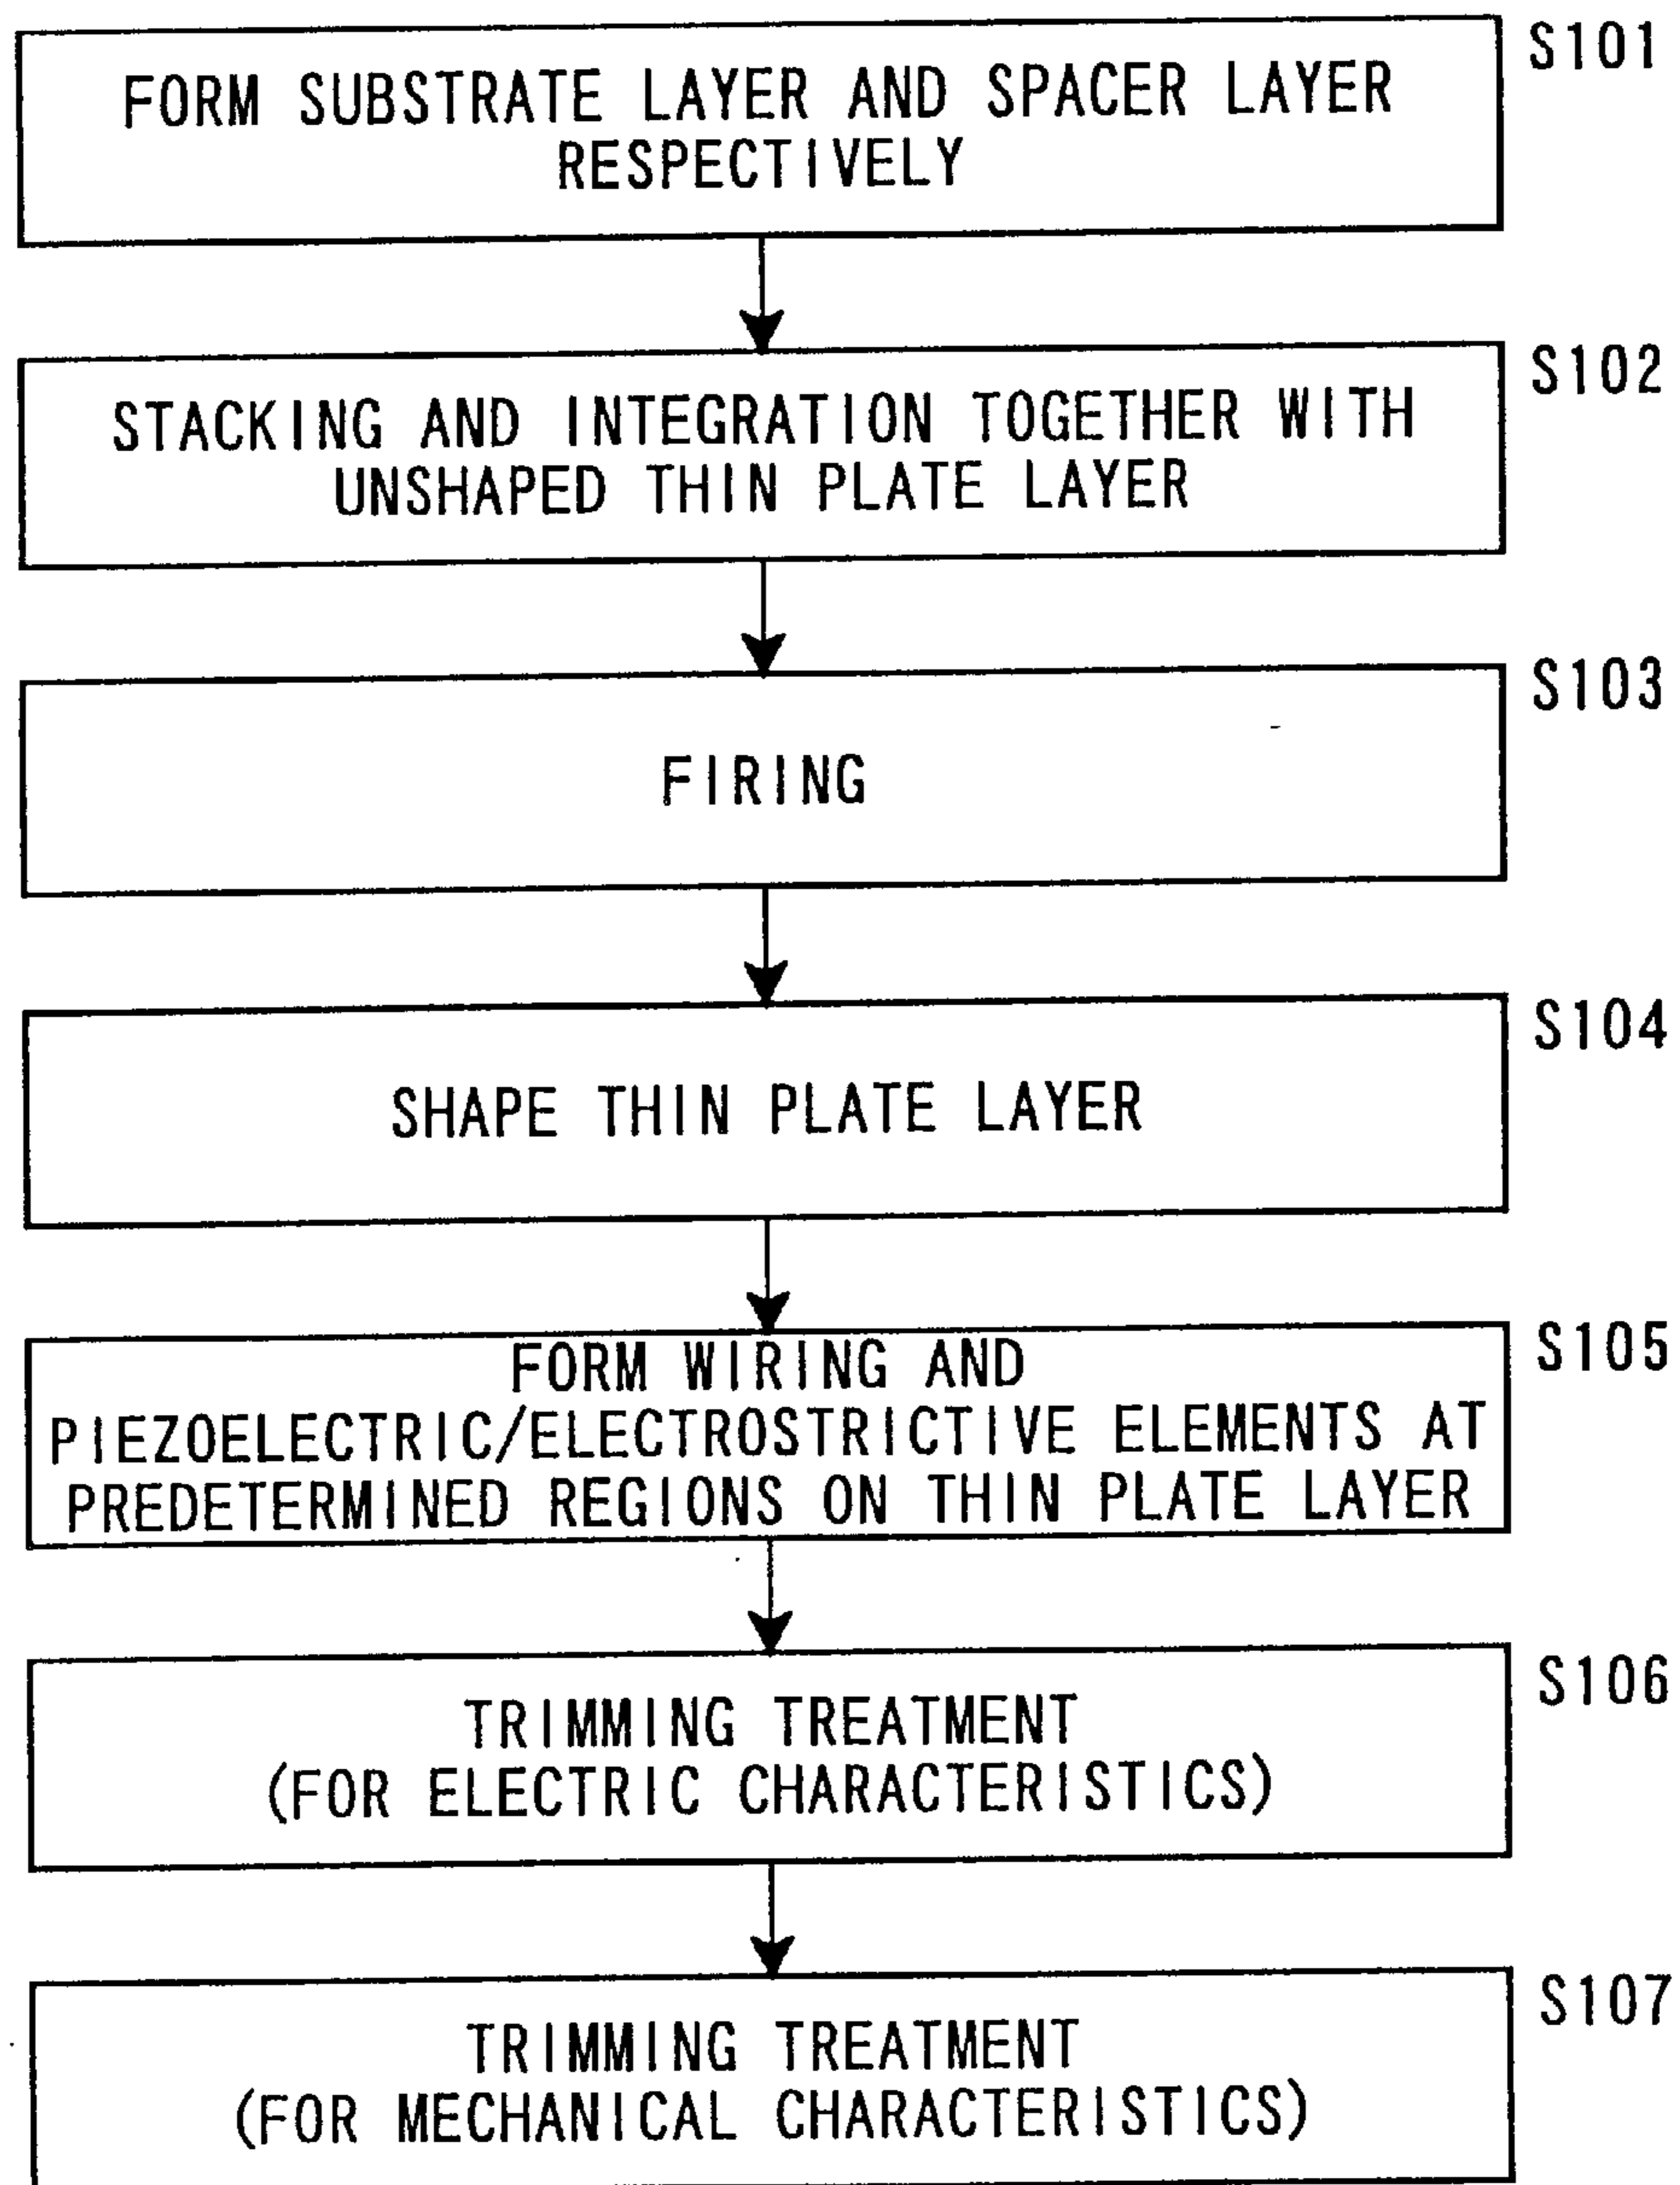 S101
FORM SUBSTRATE LAYER AND SPACER LAYER
RESPECTIVELY
S102
STACKING AND INTEGRATION TOGETHER WITH
UNSHAPED THIN PLATE LAYER
S103
FIRING
S104
SHAPE THIN PLATE LAYER
S105
FORM WIRING AND
PIEZOELECTRIC/ELECTROSTRICTIVE ELEMENTS AT
PREDETERMINED REGIONS ON THIN PLATE LAYER
S106
TRIMMING TREATMENT
(FOR ELECTRIC CHARACTERISTICS)
S107
TRIMMING TREATMENT
(FOR MECHANICAL CHARACTERISTICS)